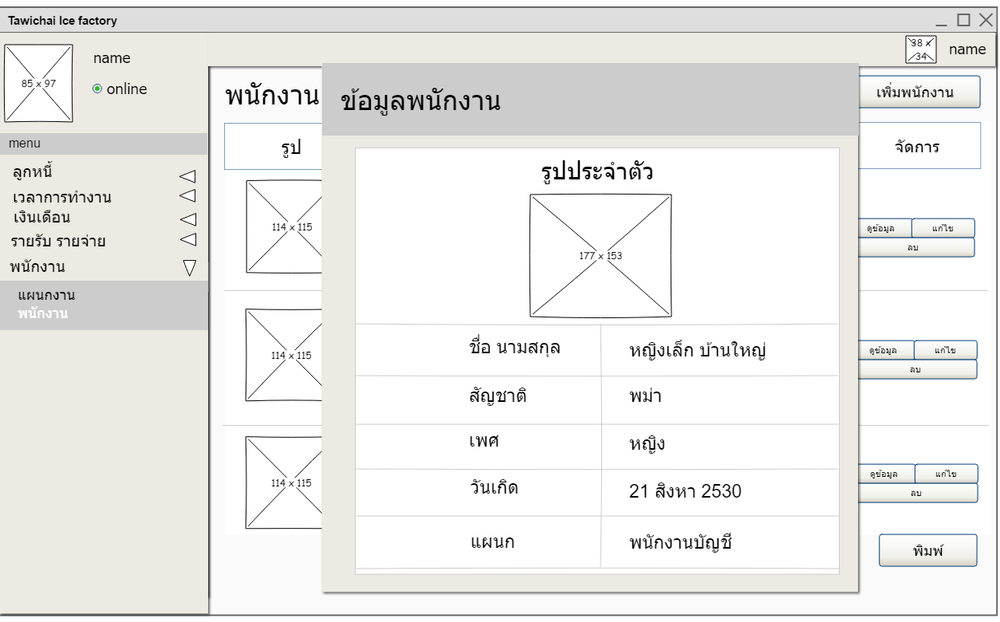 Tawichai Ice factory
85 x 97
name
online
38 x 34
name
menu
ลูกหนี้
เวลาการทำงาน
เงินเดือน
รายรับ รายจ่าย
พนักงาน
แผนกงาน
พนักงาน
พนักงาน
เพิ่มพนักงาน
รูป
จัดการ
114 x 115
ดูข้อมูล
แก้ไข
ลบ
114 x 115
ดูข้อมูล
แก้ไข
ลบ
114 x 115
ดูข้อมูล
แก้ไข
ลบ
พิมพ์
ข้อมูลพนักงาน
รูปประจำตัว
177 x 153
ชื่อ นามสกุล หญิงเล็ก บ้านใหญ่
สัญชาติ พม่า
เพศ หญิง
วันเกิด 21 สิงหา 2530
แผนก พนักงานบัญชี